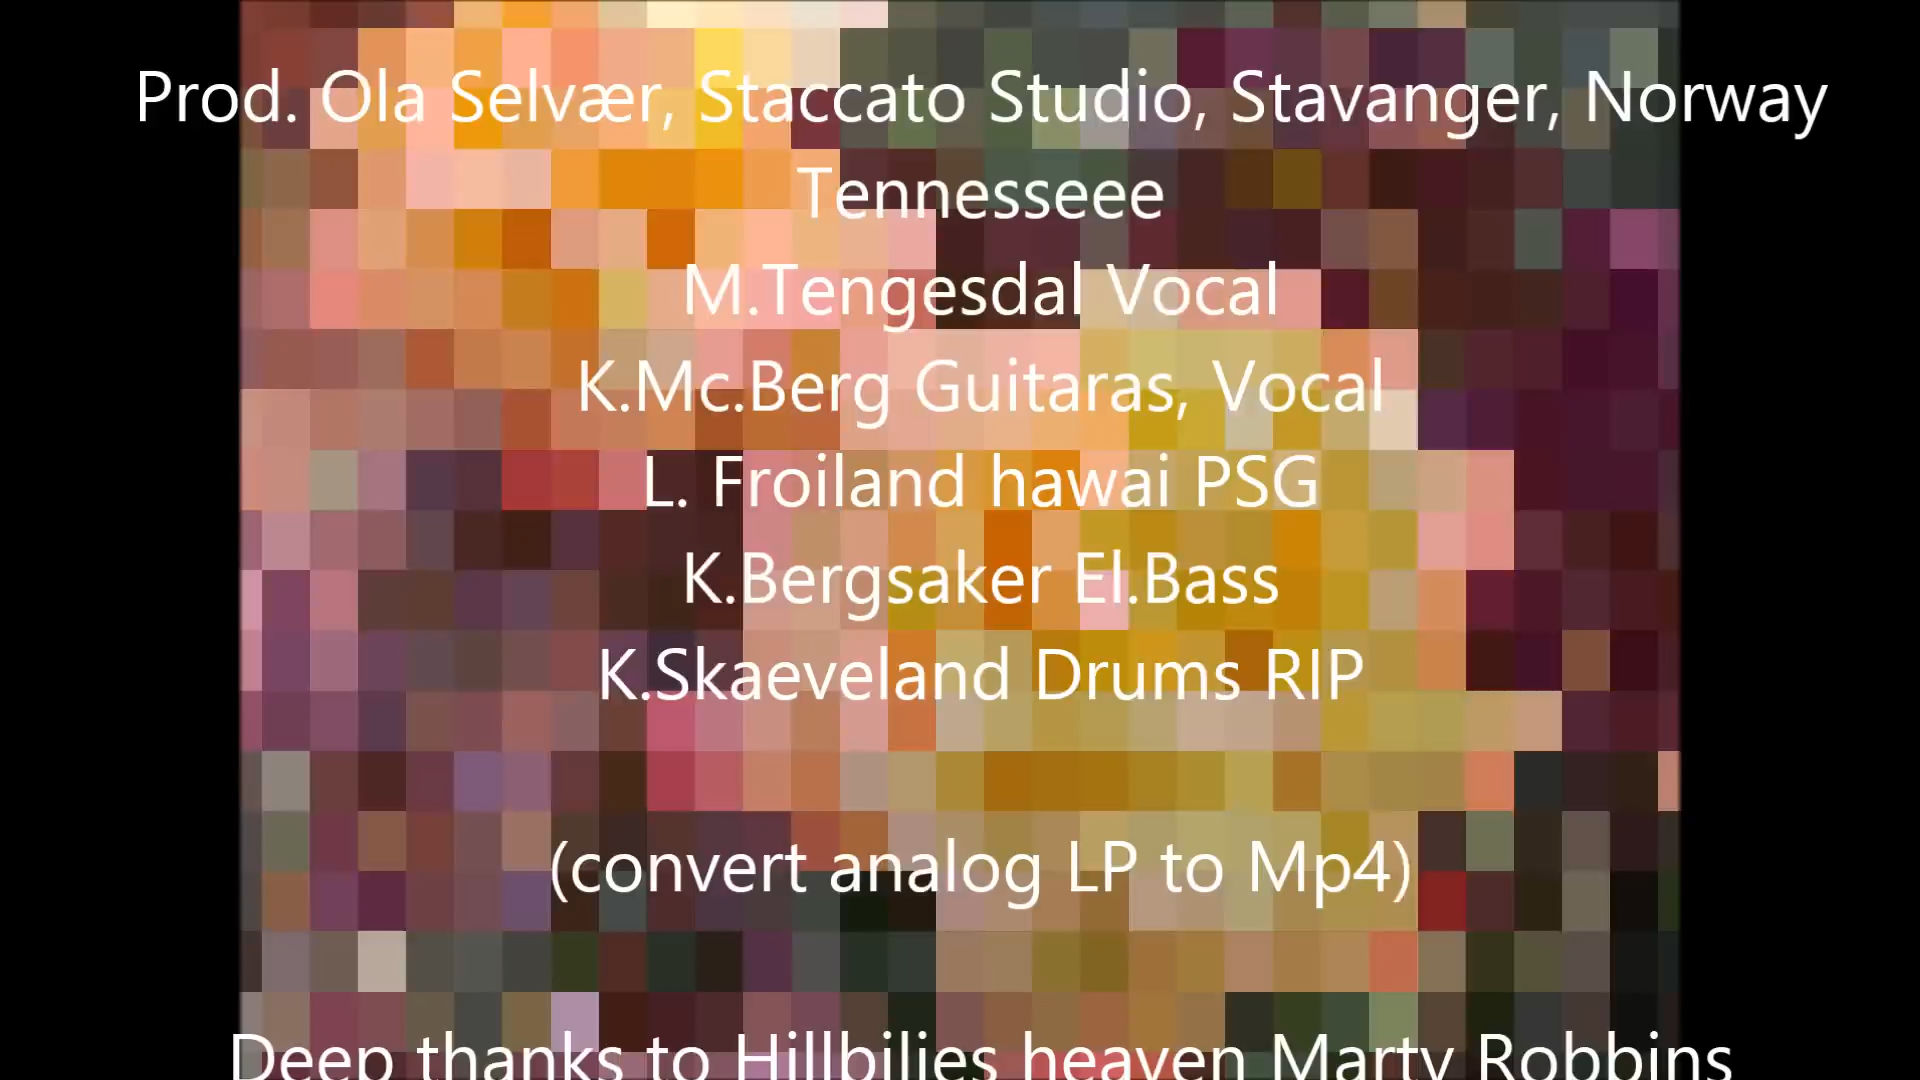 Prod. Ola Selvær, Staccato Studio, Stavanger, Norway
Tennesseee
M.Tengesdal Vocal
K.Mc.Berg Guitaras, Vocal
L. Froiland hawai PSG
K.Bergsaker El.Bass
K.Skaeveland Drums RIP
(convert analog LP to Mp4)
Deep thanks to Hillbilies heaven Marty Robbins